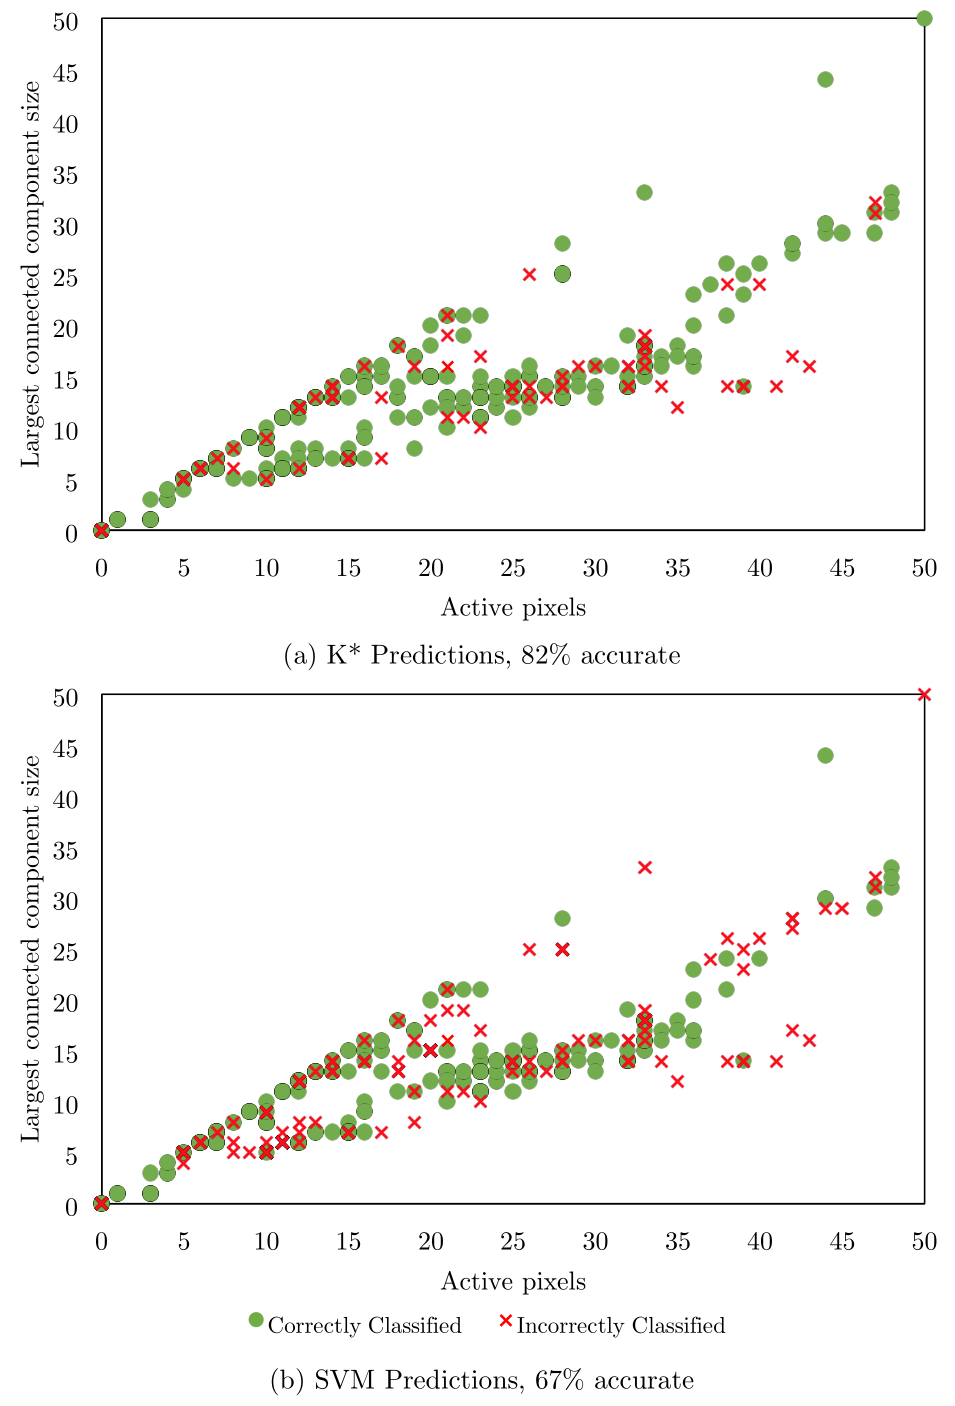 50
45
40
35
30
25
20
15
10
5
0
Largest connected component size
0 5 10 15 20 25 30 35 40 45 50
Active pixels
(a) K* Predictions, 82% accurate
50
45
40
35
30
25
20
15
10
5
0
Largest connected component size
0 5 10 15 20 25 30 35 40 45 50
Active pixels
Correctly Classified Incorrectly Classified
(b) SVM Predictions, 67% accurate